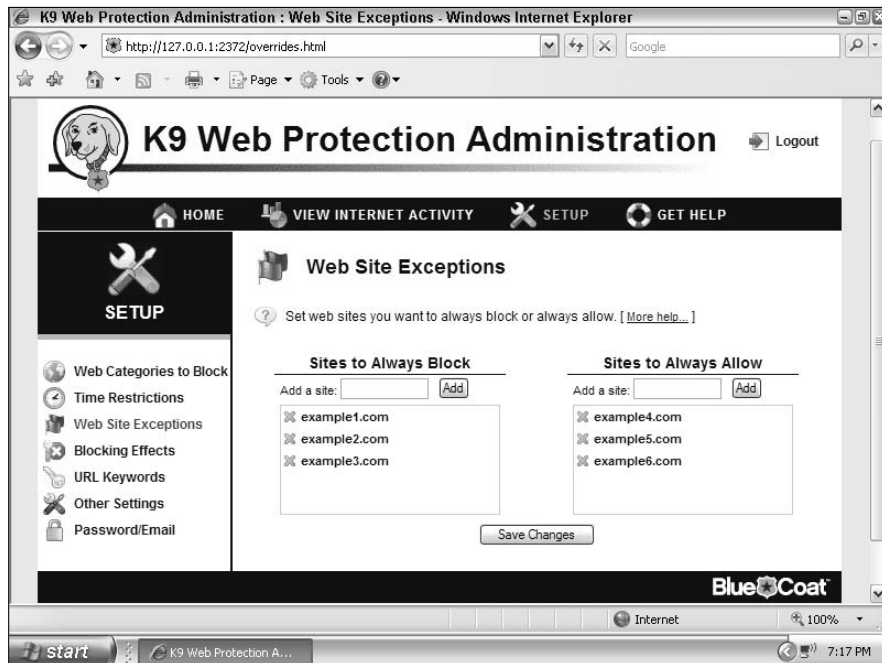 K9 Web Protection Administration : Web Site Exceptions - Windows Internet Explorer
http://127.0.0.1:2372/overrides.html
Google
Page Tools
K9 Web Protection Administration
Logout
HOME VIEW INTERNET ACTIVITY SETUP GET HELP
SETUP
Web Site Exceptions
Set web sites you want to always block or always allow. [ More help... ]
Web Categories to Block
Time Restrictions
Web Site Exceptions
Blocking Effects
URL Keywords
Other Settings
Password/Email
Sites to Always Block
Add a site: Add
example1.com
example2.com
example3.com
Sites to Always Allow
Add a site: Add
example4.com
example5.com
example6.com
Save Changes
Blue Coat
Internet 100%
start K9 Web Protection A... 7:17 PM